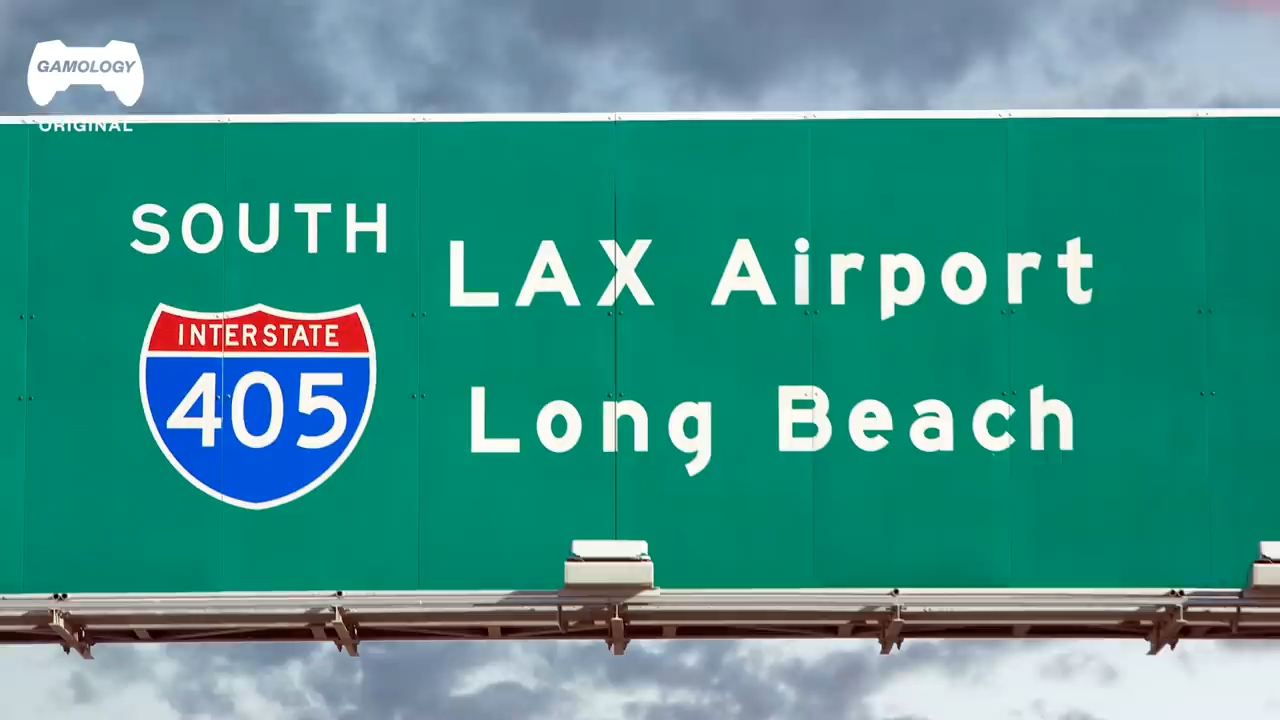 GAMOLOGY
ORIGINAL
SOUTH
INTERSTATE
405
LAX Airport
Long Beach